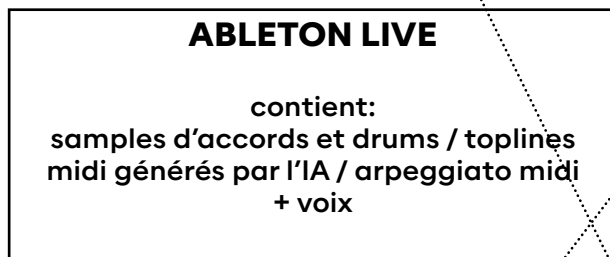 ABLETON LIVE
contient:
samples d'accords et drums / toplines
midi générés par l'IA / arpeggiato midi
+ voix